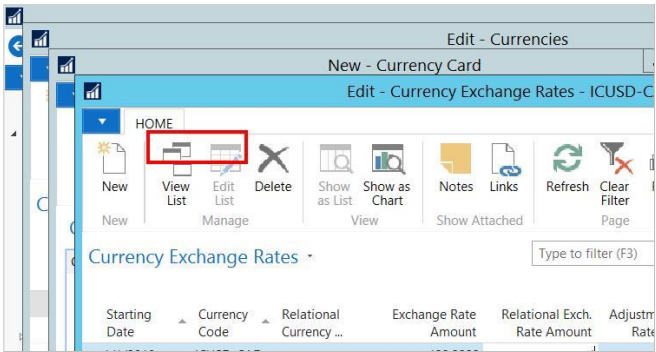 Edit - Currencies
New - Currency Card
Edit - Currency Exchange Rates - ICUSD-C
HOME
New
View List
Edit List
Delete
Show as List
Show as Chart
Notes
Links
Refresh
Clear Filter
New
Manage
View
Show Attached
Page
Currency Exchange Rates
Type to filter (F3)
Starting Date
Currency Code
Relational Currency ...
Exchange Rate Amount
Relational Exch. Rate Amount